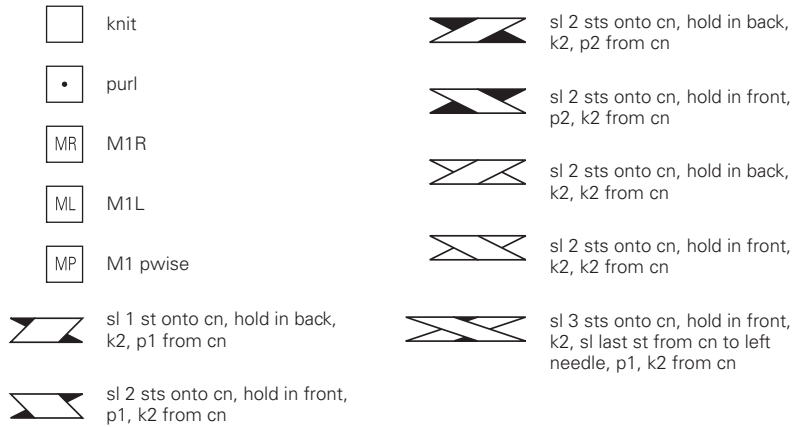 knit
purl
MR M1R
ML M1L
MP M1 pwise
sl 1 st onto cn, hold in back,
k2, p1 from cn
sl 2 sts onto cn, hold in front,
p1, k2 from cn
sl 2 sts onto cn, hold in back,
k2, p2 from cn
sl 2 sts onto cn, hold in front,
p2, k2 from cn
sl 2 sts onto cn, hold in back,
k2, k2 from cn
sl 2 sts onto cn, hold in front,
k2, k2 from cn
sl 3 sts onto cn, hold in front,
k2, sl last st from cn to left
needle, p1, k2 from cn